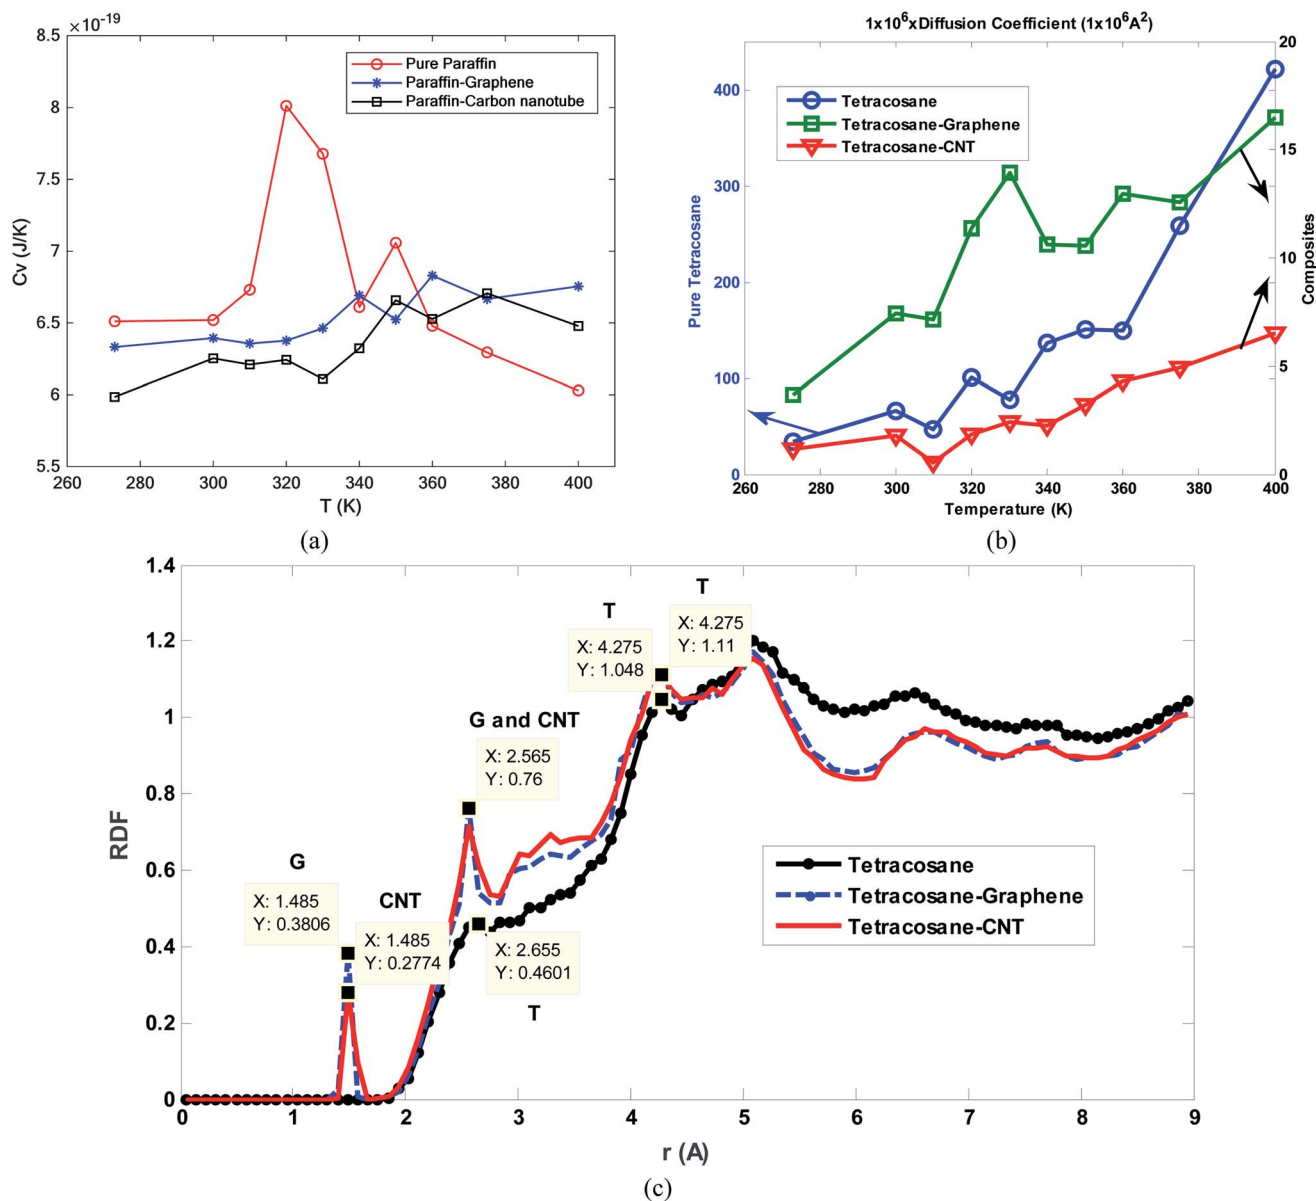 ×10⁻¹⁹
8.5
8
7.5
7
6.5
6
5.5
Cv (J/K)
Pure Paraffin
Paraffin-Graphene
Paraffin-Carbon nanotube
260 280 300 320 340 360 380 400
T (K)
(a)
1x10⁶xDiffusion Coefficient (1x10⁶A²)
400
300
200
100
0
Pure Tetracosane
Tetracosane
Tetracosane-Graphene
Tetracosane-CNT
20
15
10
5
0
Composites
260 280 300 320 340 360 380 400
Temperature (K)
(b)
1.4
1.2
1
0.8
0.6
0.4
0.2
0
RDF
T
X: 4.275
Y: 1.048
T
X: 4.275
Y: 1.11
G and CNT
X: 2.565
Y: 0.76
G
X: 1.485
Y: 0.3806
CNT
X: 1.485
Y: 0.2774
X: 2.655
Y: 0.4601
T
Tetracosane
Tetracosane-Graphene
Tetracosane-CNT
0 1 2 3 4 5 6 7 8 9
r (A)
(c)